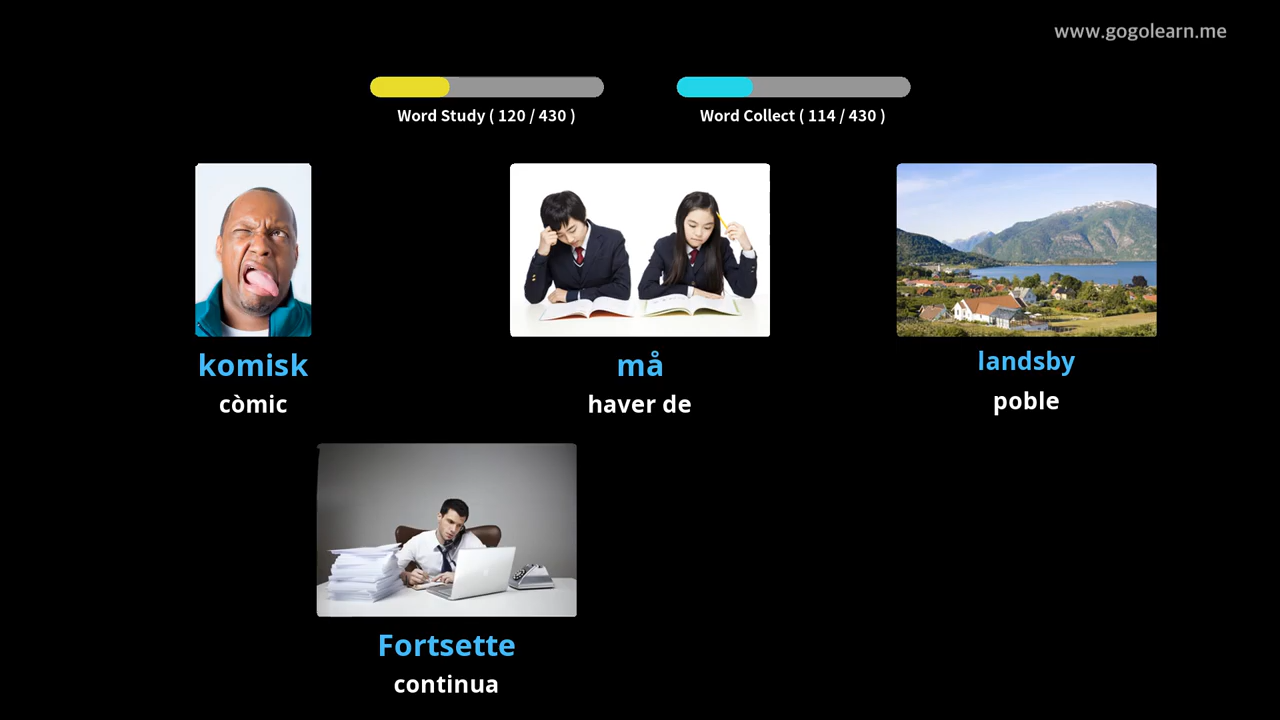 www.gogolearn.me
Word Study ( 120 / 430 )
Word Collect ( 114 / 430 )
komisk
còmic
må
haver de
landsby
poble
Fortsette
continua